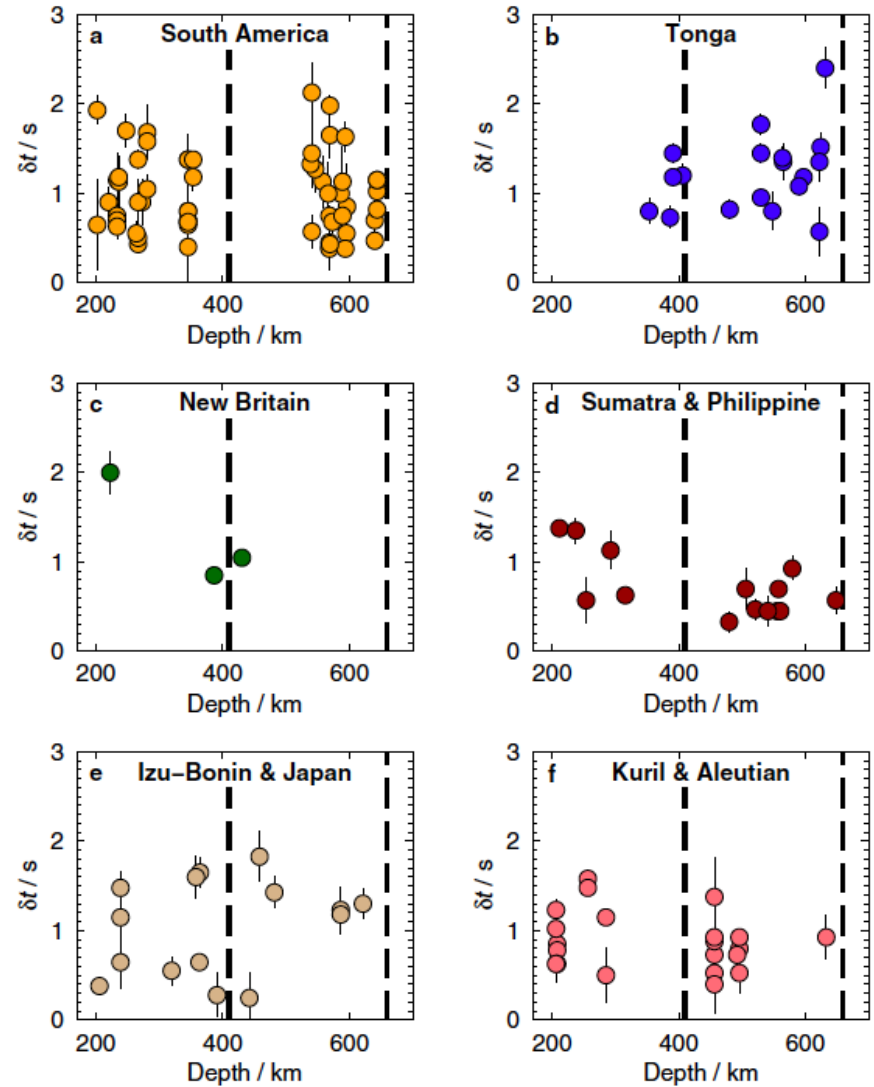 a South America
b Tonga
3
2
1
0
δt / s
200 400 600
Depth / km
3
2
1
0
δt / s
200 400 600
Depth / km
c New Britain
d Sumatra & Philippine
3
2
1
0
δt / s
200 400 600
Depth / km
3
2
1
0
δt / s
200 400 600
Depth / km
e Izu–Bonin & Japan
f Kuril & Aleutian
3
2
1
0
δt / s
200 400 600
Depth / km
3
2
1
0
δt / s
200 400 600
Depth / km